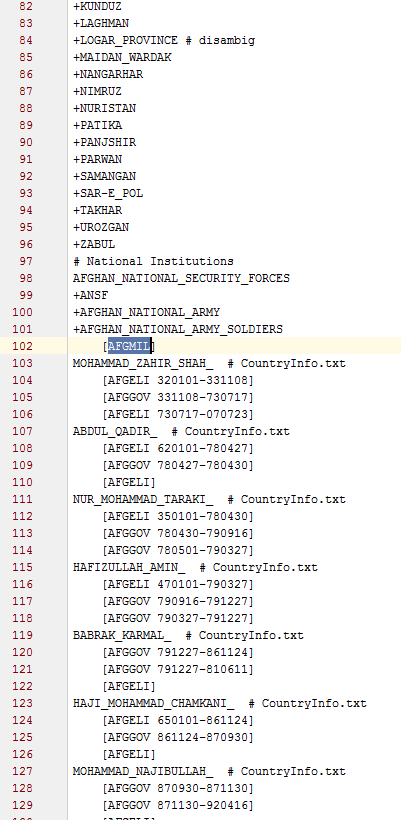 82 +KUNDUZ
83 +LAGHMAN
84 +LOGAR_PROVINCE # disambig
85 +MAIDAN_WARDAK
86 +NANGARHAR
87 +NIMRUZ
88 +NURISTAN
89 +PATIKA
90 +PANJSHIR
91 +PARWAN
92 +SAMANGAN
93 +SAR-E_POL
94 +TAKHAR
95 +UROZGAN
96 +ZABUL
97 # National Institutions
98 AFGHAN_NATIONAL_SECURITY_FORCES
99 +ANSF
100 +AFGHAN_NATIONAL_ARMY
101 +AFGHAN_NATIONAL_ARMY_SOLDIERS
102 [AFGMIL]
103 MOHAMMAD_ZAHIR_SHAH_ # CountryInfo.txt
104 [AFGELI 320101-331108]
105 [AFGGOV 331108-730717]
106 [AFGELI 730717-070723]
107 ABDUL_QADIR_ # CountryInfo.txt
108 [AFGELI 620101-780427]
109 [AFGGOV 780427-780430]
110 [AFGELI]
111 NUR_MOHAMMAD_TARAKI_ # CountryInfo.txt
112 [AFGELI 350101-780430]
113 [AFGGOV 780430-790916]
114 [AFGGOV 780501-790327]
115 HAFIZULLAH_AMIN_ # CountryInfo.txt
116 [AFGELI 470101-790327]
117 [AFGGOV 790916-791227]
118 [AFGGOV 790327-791227]
119 BABRAK_KARMAL_ # CountryInfo.txt
120 [AFGGOV 791227-861124]
121 [AFGGOV 791227-810611]
122 [AFGELI]
123 HAJI_MOHAMMAD_CHAMKANI_ # CountryInfo.txt
124 [AFGELI 650101-861124]
125 [AFGGOV 861124-870930]
126 [AFGELI]
127 MOHAMMAD_NAJIBULLAH_ # CountryInfo.txt
128 [AFGGOV 870930-871130]
129 [AFGGOV 871130-920416]